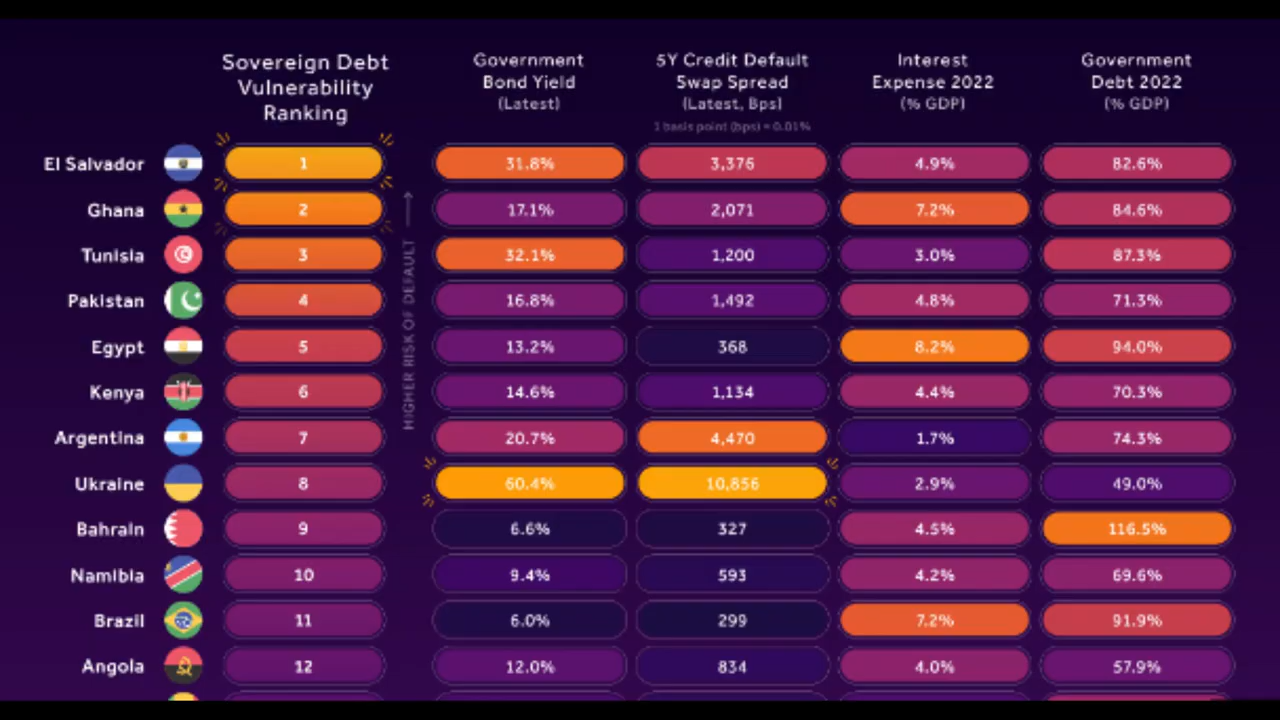 Sovereign Debt
Vulnerability
Ranking
Government
Bond Yield
(Latest)
5Y Credit Default
Swap Spread
(Latest, Bps)
1 basis point (bps) = 0.01%
Interest
Expense 2022
(% GDP)
Government
Debt 2022
(% GDP)
HIGHER RISK OF DEFAULT
El Salvador 1 31.8% 3,376 4.9% 82.6%
Ghana 2 17.1% 2,071 7.2% 84.6%
Tunisia 3 32.1% 1,200 3.0% 87.3%
Pakistan 4 16.8% 1,492 4.8% 71.3%
Egypt 5 13.2% 368 8.2% 94.0%
Kenya 6 14.6% 1,134 4.4% 70.3%
Argentina 7 20.7% 4,470 1.7% 74.3%
Ukraine 8 60.4% 10,856 2.9% 49.0%
Bahrain 9 6.6% 327 4.5% 116.5%
Namibia 10 9.4% 593 4.2% 69.6%
Brazil 11 6.0% 299 7.2% 91.9%
Angola 12 12.0% 834 4.0% 57.9%